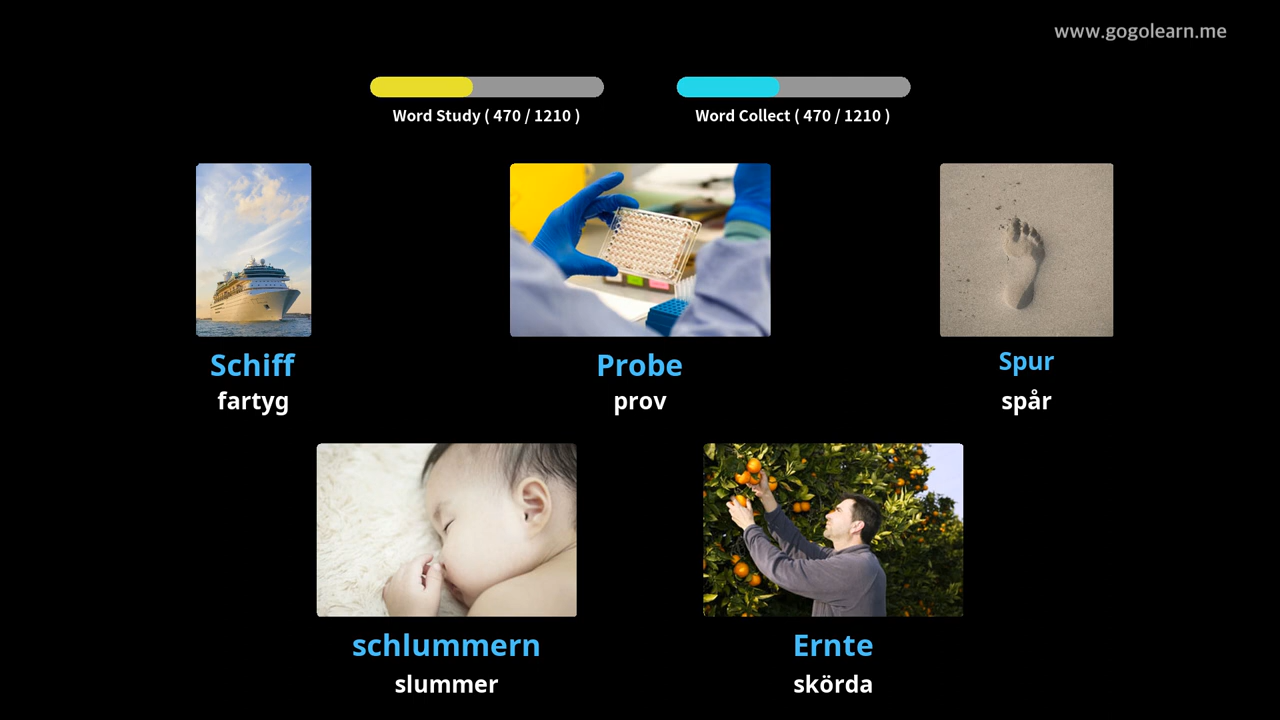 www.gogolearn.me
Word Study ( 470 / 1210 )
Word Collect ( 470 / 1210 )
Schiff
fartyg
Probe
prov
Spur
spår
schlummern
slummer
Ernte
skörda